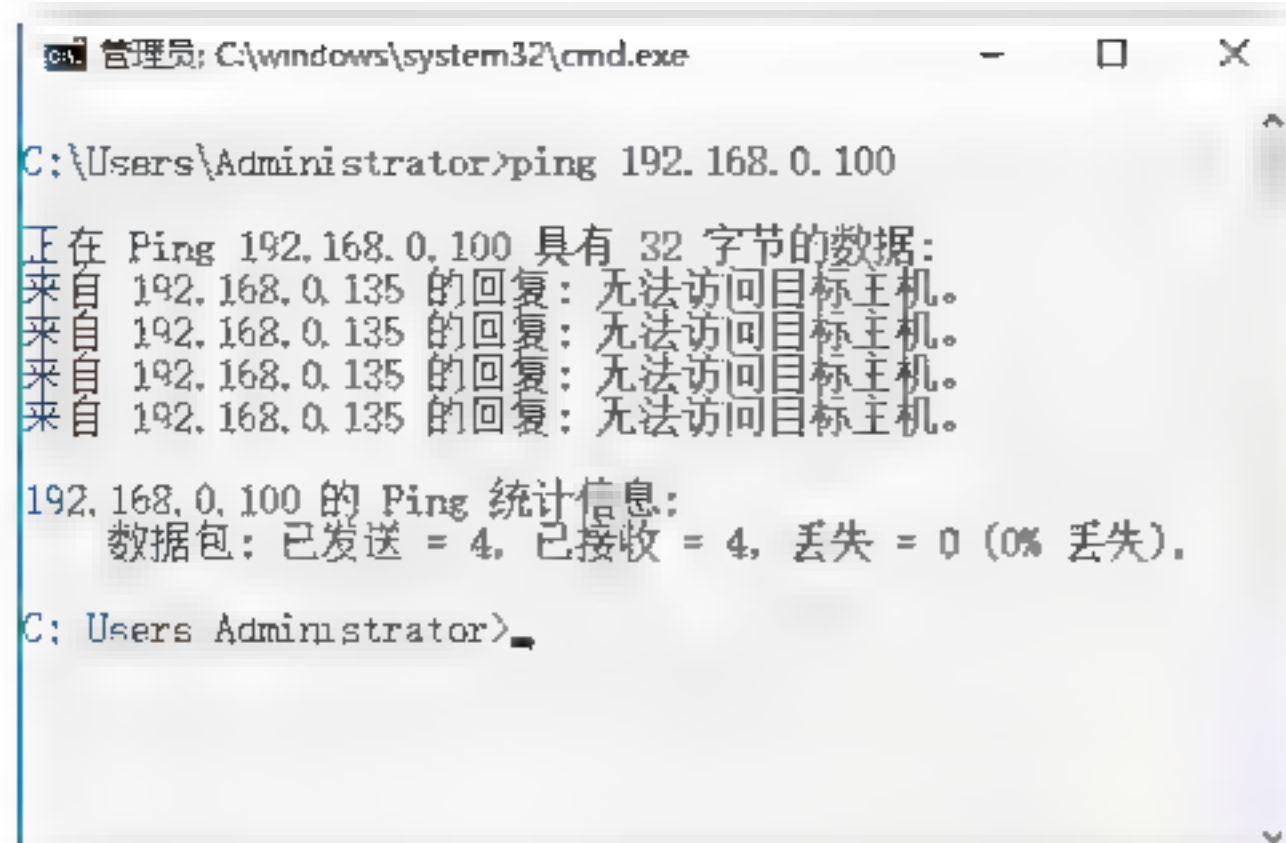 管理员: C:\windows\system32\cmd.exe
C:\Users\Administrator>ping 192.168.0.100
正在 Ping 192.168.0.100 具有 32 字节的数据:
来自 192.168.0.135 的回复: 无法访问目标主机。
来自 192.168.0.135 的回复: 无法访问目标主机。
来自 192.168.0.135 的回复: 无法访问目标主机。
来自 192.168.0.135 的回复: 无法访问目标主机。
192.168.0.100 的 Ping 统计信息:
数据包: 已发送 = 4, 已接收 = 4, 丢失 = 0 (0% 丢失),
C: Users Administrator>